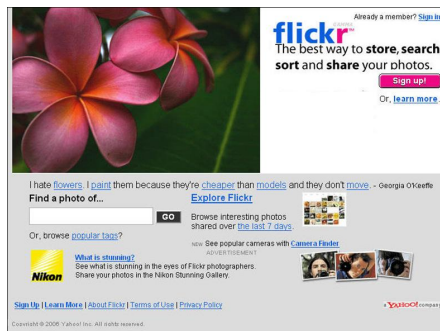 Already a member? Sign in
flickr™
GAMMA
The best way to store, search
sort and share your photos.
Sign up!
Or, learn more
I hate flowers. I paint them because they're cheaper than models and they don't move. - Georgia O'Keeffe
Find a photo of...
GO
Or, browse popular tags?
Explore Flickr
Browse interesting photos
shared over the last 7 days.
NEW See popular cameras with Camera Finder
ADVERTISEMENT
Nikon
What is stunning?
See what is stunning in the eyes of Flickr photographers.
Share your photos in the Nikon Stunning Gallery.
Sign Up | Learn More | About Flickr | Terms of Use | Privacy Policy
a YAHOO! company
Copyright © 2006 Yahoo! Inc. All rights reserved.